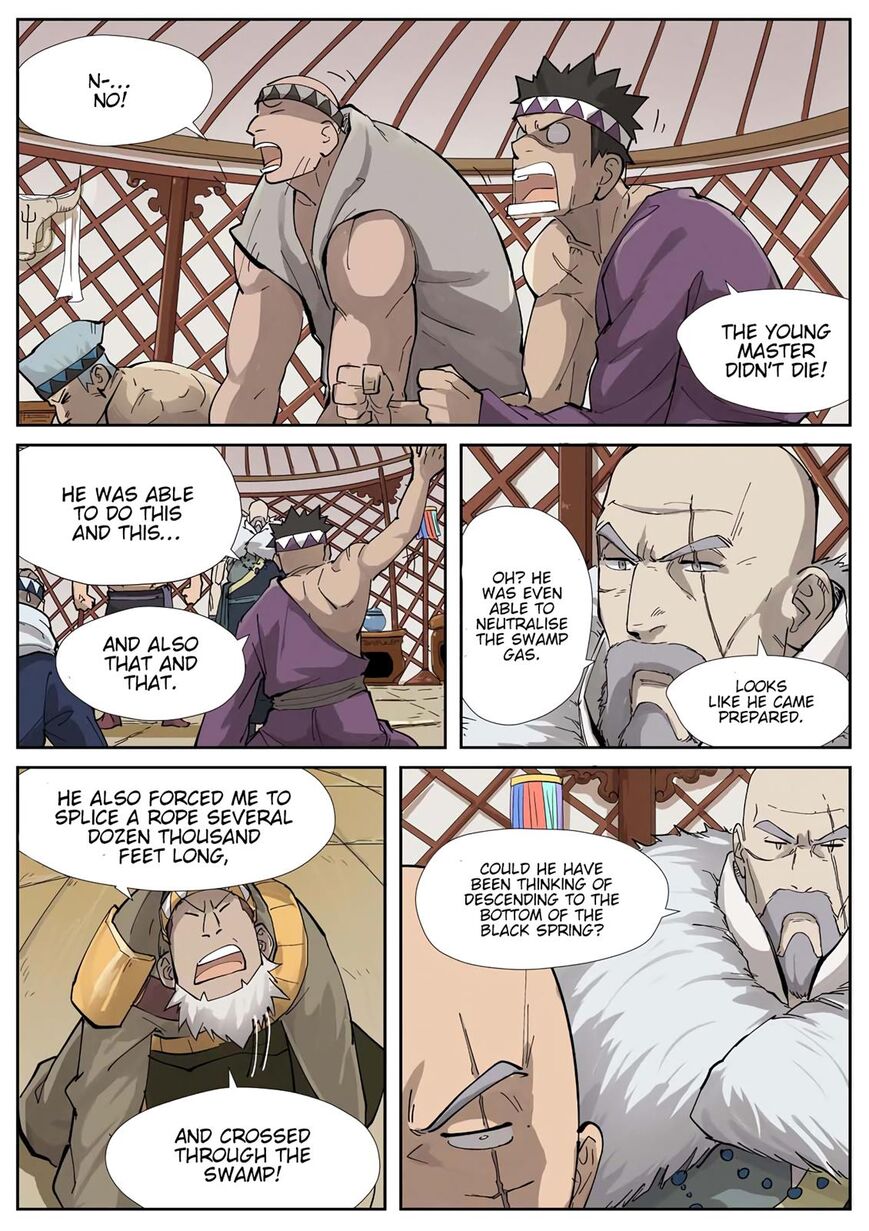 N-...
NO!
THE YOUNG
MASTER
DIDN'T DIE!
HE WAS ABLE
TO DO THIS
AND THIS...
AND ALSO
THAT AND
THAT.
OH? HE
WAS EVEN
ABLE TO
NEUTRALISE
THE SWAMP
GAS.
LOOKS
LIKE HE CAME
PREPARED.
HE ALSO FORCED ME TO
SPLICE A ROPE SEVERAL
DOZEN THOUSAND
FEET LONG,
AND CROSSED
THROUGH THE
SWAMP!
COULD HE HAVE
BEEN THINKING OF
DESCENDING TO THE
BOTTOM OF THE
BLACK SPRING?